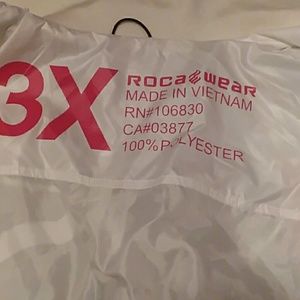 3X
ROCAWEAR
MADE IN VIETNAM
RN#106830
CA#03877
100% POLYESTER